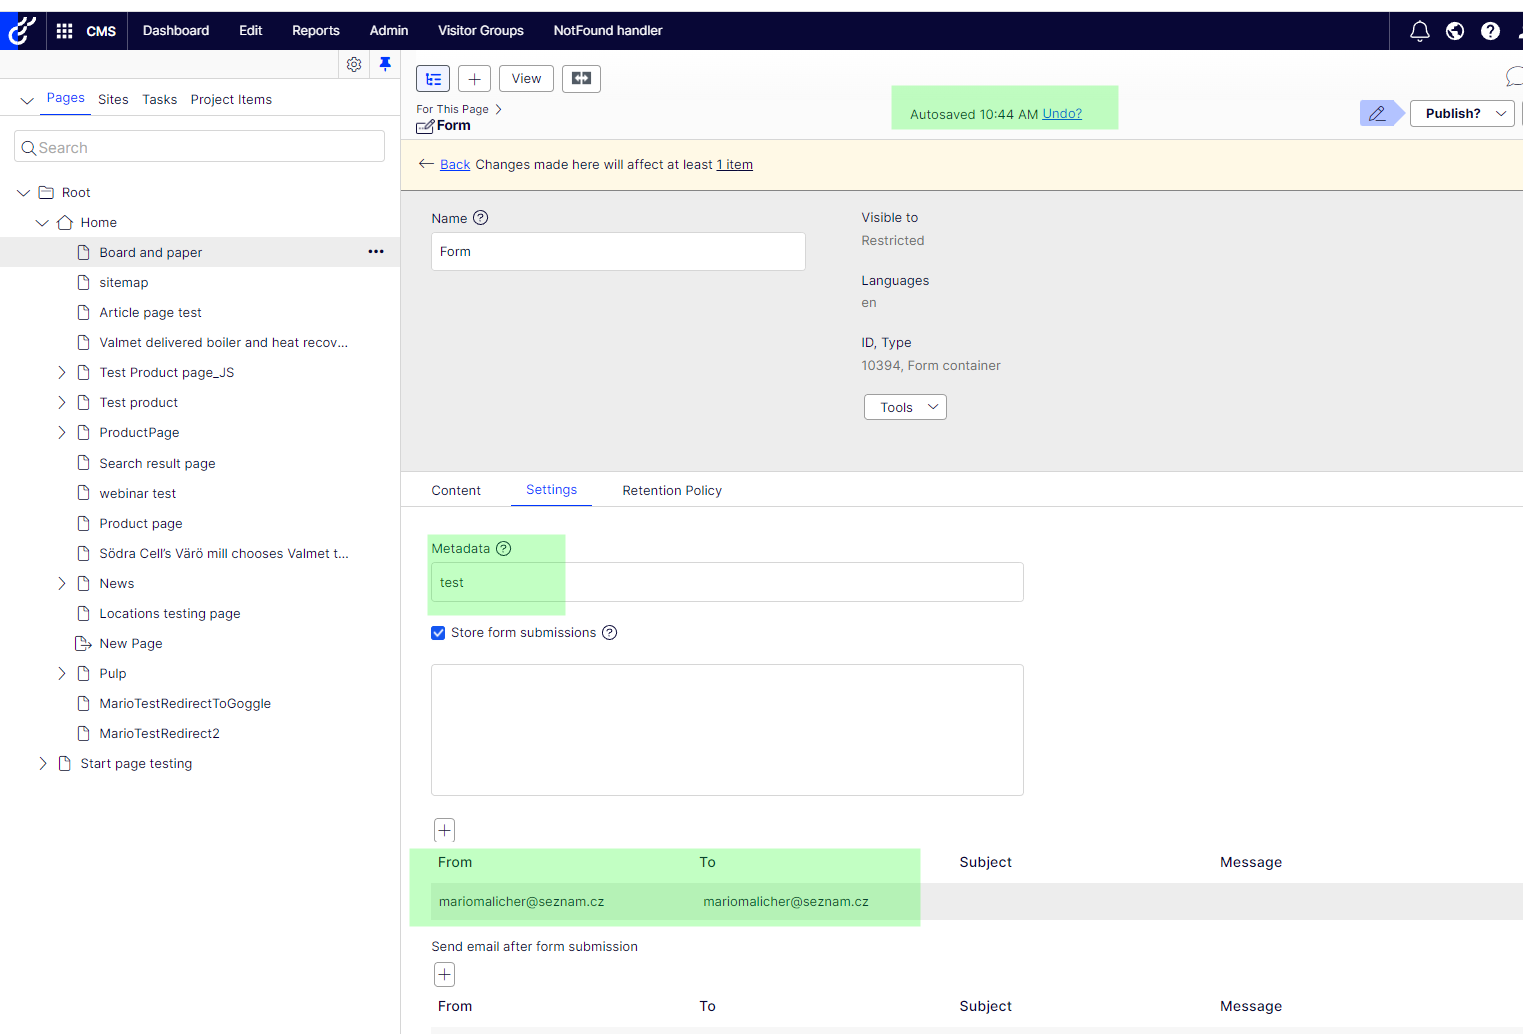 CMS Dashboard Edit Reports Admin Visitor Groups NotFound handler
Pages Sites Tasks Project Items
Search
Root
Home
Board and paper
sitemap
Article page test
Valmet delivered boiler and heat recov...
Test Product page_JS
Test product
ProductPage
Search result page
webinar test
Product page
Södra Cell's Värö mill chooses Valmet t...
News
Locations testing page
New Page
Pulp
MarioTestRedirectToGoggle
MarioTestRedirect2
Start page testing
View
For This Page
Form
Autosaved 10:44 AM Undo?
Publish?
Back Changes made here will affect at least 1 item
Name
Form
Visible to
Restricted
Languages
en
ID, Type
10394, Form container
Tools
Content Settings Retention Policy
Metadata
test
Store form submissions
From To Subject Message
mariomalicher@seznam.cz mariomalicher@seznam.cz
Send email after form submission
From To Subject Message